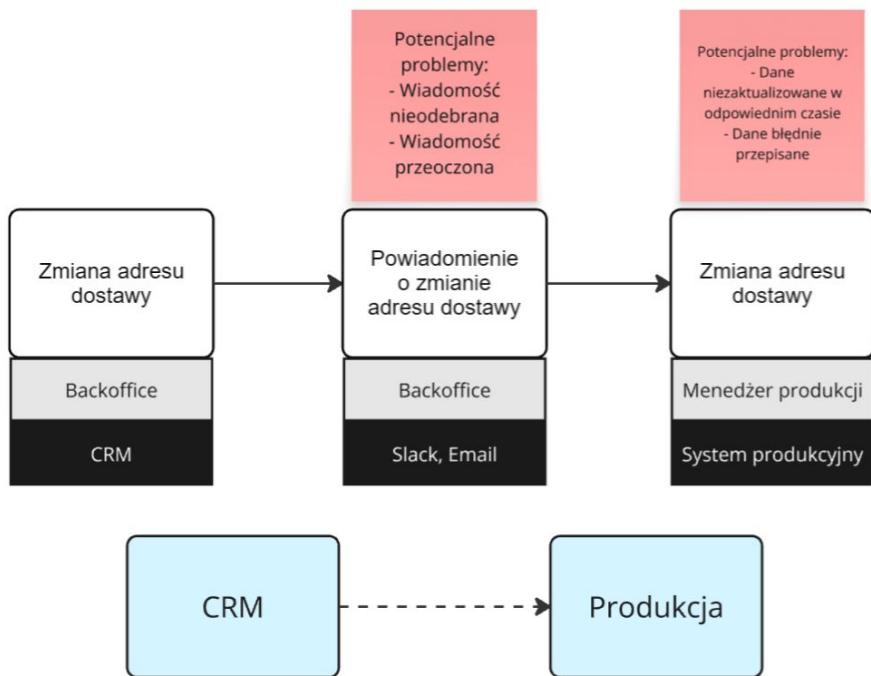 Potencjalne
problemy:
- Wiadomość
nieodebrana
- Wiadomość
przeoczona
Potencjalne problemy:
- Dane
niezaktualizowane w
odpowiednim czasie
- Dane błędnie
przepisane
Zmiana adresu
dostawy
Powiadomienie
o zmianie
adresu dostawy
Zmiana adresu
dostawy
Backoffice
Backoffice
Menedżer produkcji
CRM
Slack, Email
System produkcyjny
CRM
Produkcja